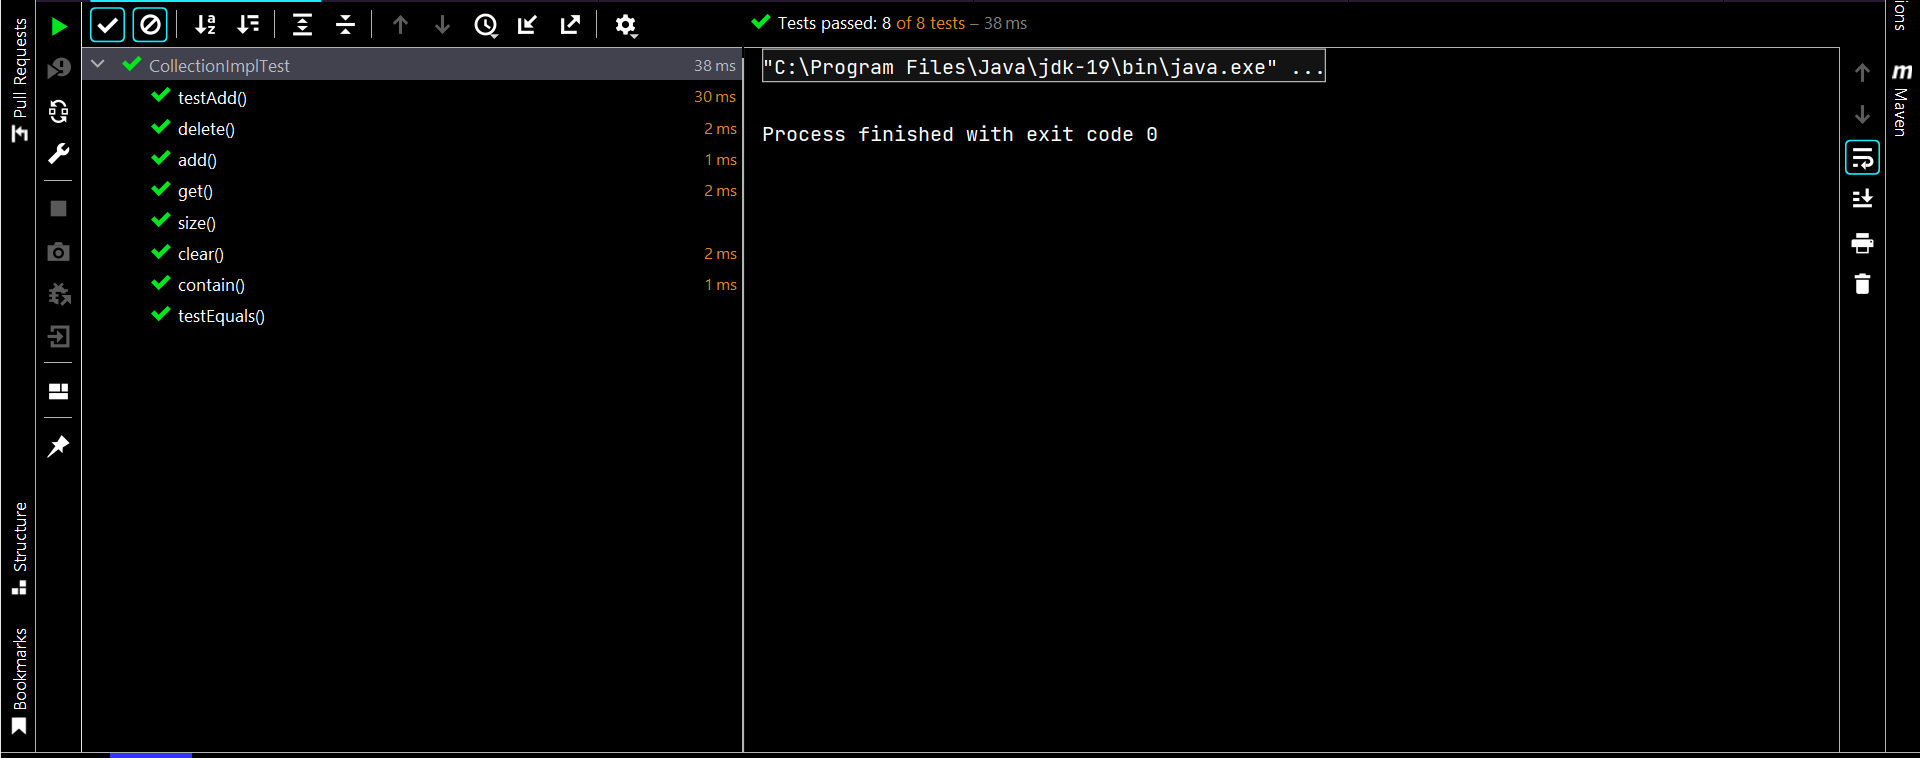 Pull Requests
Structure
Bookmarks
Tests passed: 8 of 8 tests – 38 ms
CollectionImplTest 38 ms
testAdd() 30 ms
delete() 2 ms
add() 1 ms
get() 2 ms
size()
clear() 2 ms
contain() 1 ms
testEquals()
"C:\Program Files\Java\jdk-19\bin\java.exe" ...
Process finished with exit code 0
ions
m Maven